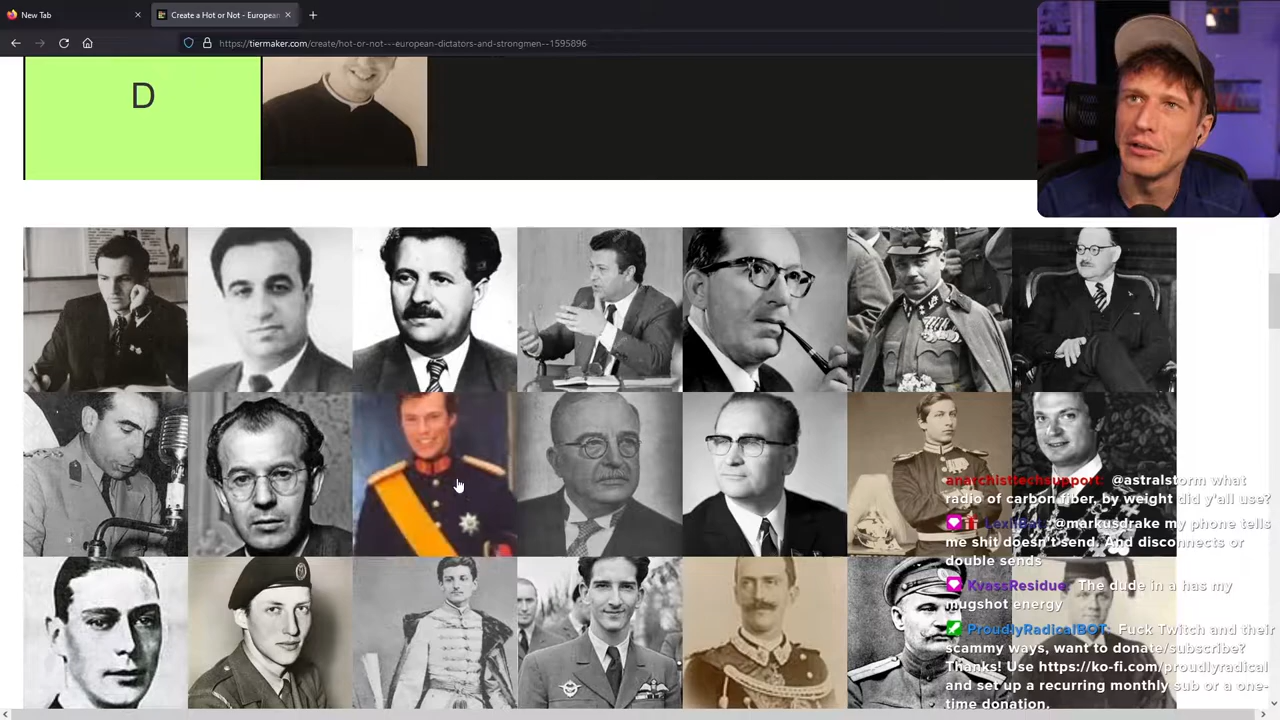 New Tab
Create a Hot or Not - European
https://tiermaker.com/create/hot-or-not---european-dictators-and-strongmen--1595896
D
anarchisttechsupport: @astralstorm what
radio of carbon fiber, by weight did y'all use?
@markusdrake my phone tells
me shit doesn't send. And disconnects or
double sends
KvassResidue: The dude in a has my
mugshot energy
ProudlyRadicalBOT: Fuck Twitch and their
scammy ways, want to donate/subscribe?
Thanks! Use https://ko-fi.com/proudlyradical
and set up a recurring monthly sub or a one-
time donation.